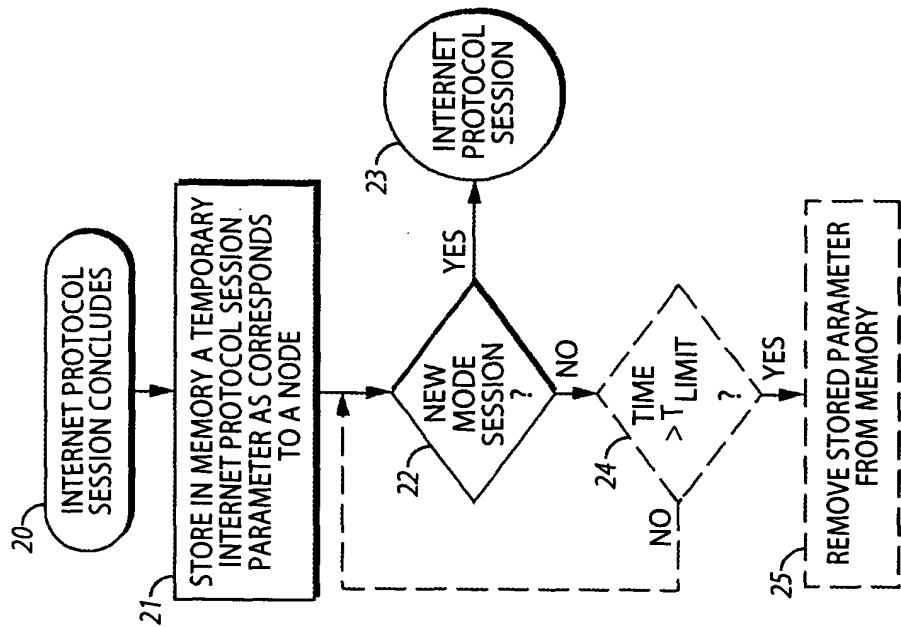 20
INTERNET PROTOCOL
SESSION CONCLUDES
21
STORE IN MEMORY A TEMPORARY
INTERNET PROTOCOL SESSION
PARAMETER AS CORRESPONDS
TO A NODE
22
NEW
MODE
SESSION
?
YES
23
INTERNET
PROTOCOL
SESSION
NO
24
TIME
> T LIMIT
?
NO
YES
25
REMOVE STORED PARAMETER
FROM MEMORY